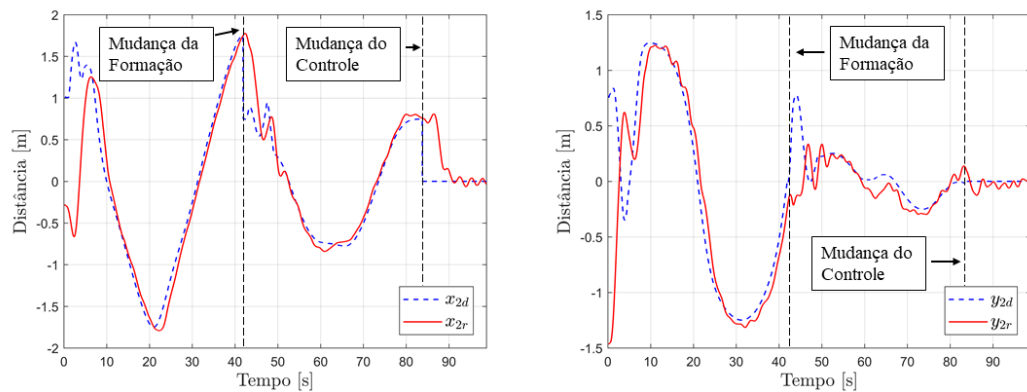 2
1.5
1
0.5
0
-0.5
-1
-1.5
-2
Distância [m]
Mudança da
Formação
Mudança do
Controle
x2d
x2r
0 10 20 30 40 50 60 70 80 90
Tempo [s]
1.5
1
0.5
0
-0.5
-1
-1.5
Distância [m]
Mudança da
Formação
Mudança do
Controle
y2d
y2r
0 10 20 30 40 50 60 70 80 90
Tempo [s]